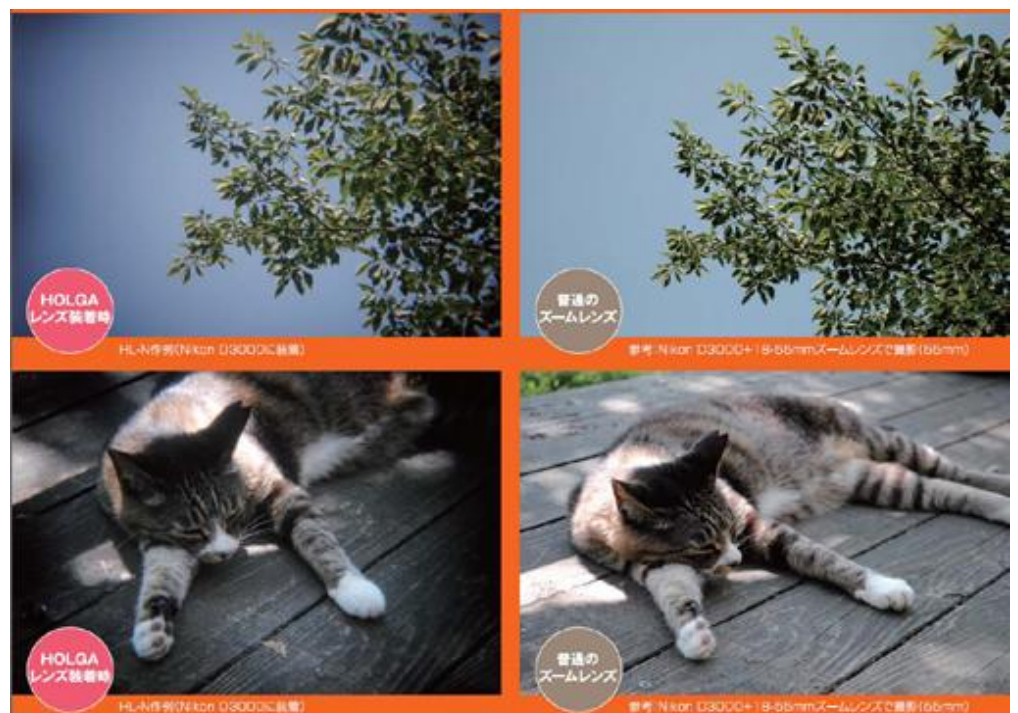 HOLGA
レンズ装着時
普通の
ズームレンズ
HL-N作例(Nikon D3000に装着)
参考:Nikon D3000+18-55mmズームレンズで撮影(55mm)
HOLGA
レンズ装着時
普通の
ズームレンズ
HL-N作例(Nikon D3000に装着)
参考:Nikon D3000+18-55mmズームレンズで撮影(55mm)